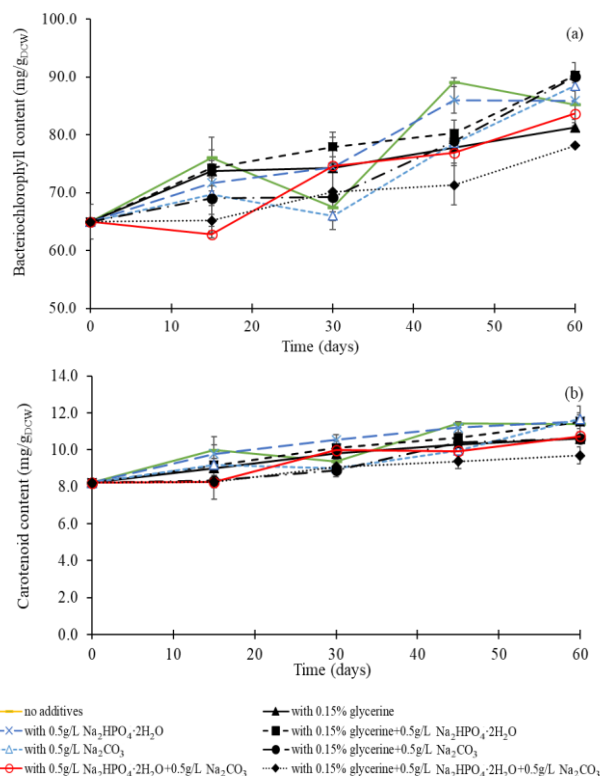 (a)
100.0
90.0
80.0
70.0
60.0
50.0
Bacteriochlorophyll content (mg/gDCW)
0 10 20 30 40 50 60
Time (days)
(b)
14.0
12.0
10.0
8.0
6.0
4.0
2.0
0.0
Carotenoid content (mg/gDCW)
0 10 20 30 40 50 60
Time (days)
no additives
with 0.15% glycerine
with 0.5g/L Na2HPO4·2H2O
with 0.15% glycerine+0.5g/L Na2HPO4·2H2O
with 0.5g/L Na2CO3
with 0.15% glycerine+0.5g/L Na2CO3
with 0.5g/L Na2HPO4·2H2O+0.5g/L Na2CO3
with 0.15% glycerine+0.5g/L Na2HPO4·2H2O+0.5g/L Na2CO3